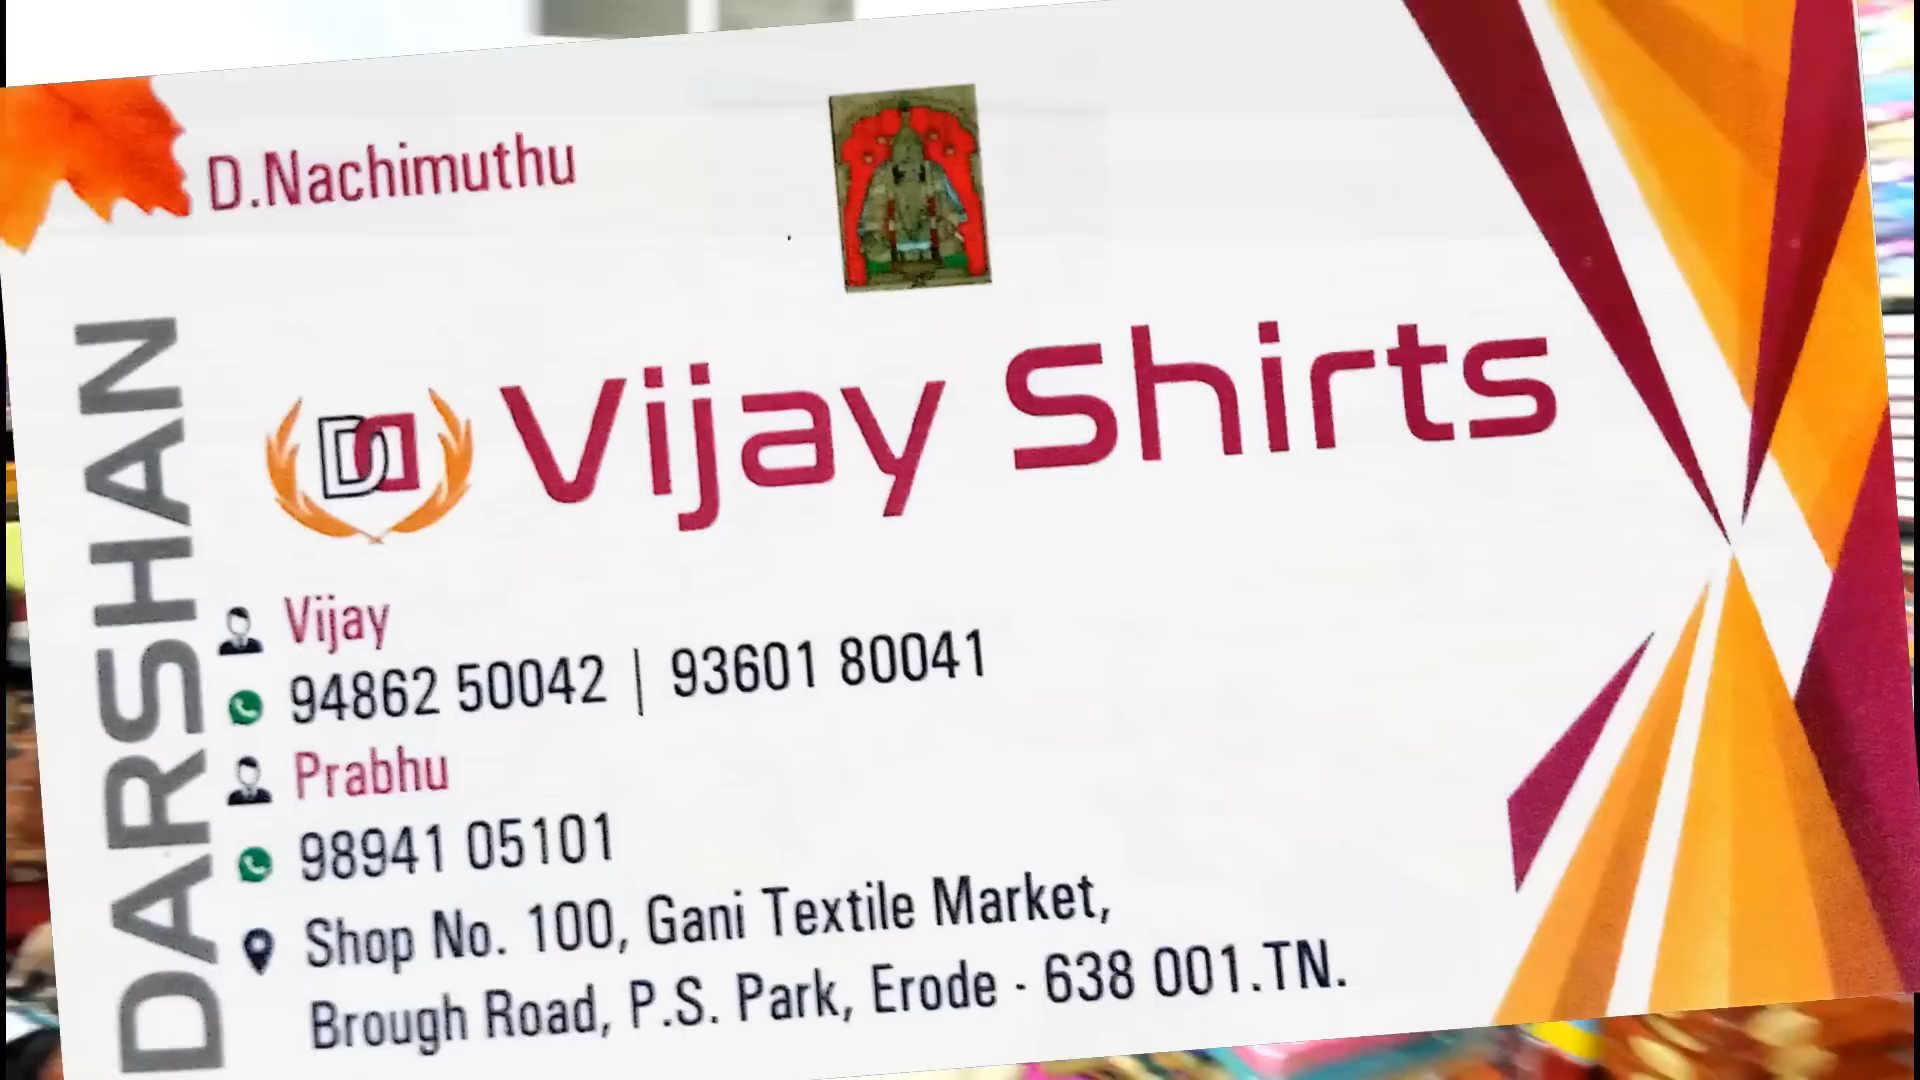 D.Nachimuthu
DARSHAN
DD
Vijay Shirts
Vijay
94862 50042 | 93601 80041
Prabhu
98941 05101
Shop No. 100, Gani Textile Market,
Brough Road, P.S. Park, Erode - 638 001.TN.